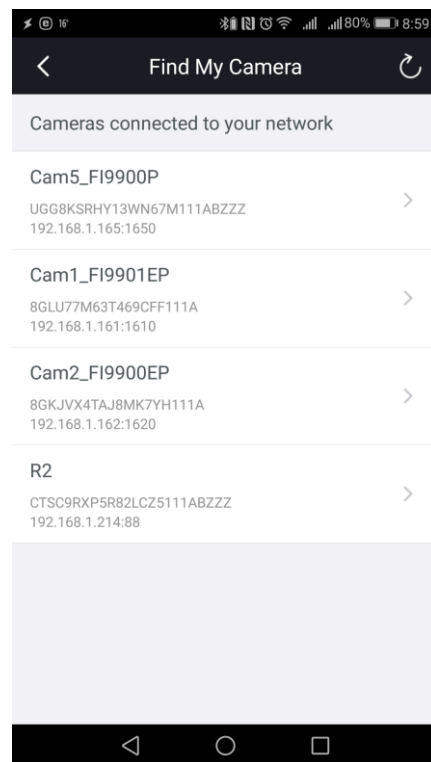 16° 80% 8:59
Find My Camera
Cameras connected to your network
Cam5_FI9900P
UGG8KSRHY13WN67M111ABZZZ
192.168.1.165:1650
Cam1_FI9901EP
8GLU77M63T469CFF111A
192.168.1.161:1610
Cam2_FI9900EP
8GKJVX4TAJ8MK7YH111A
192.168.1.162:1620
R2
CTSC9RXP5R82LCZ5111ABZZZ
192.168.1.214:88